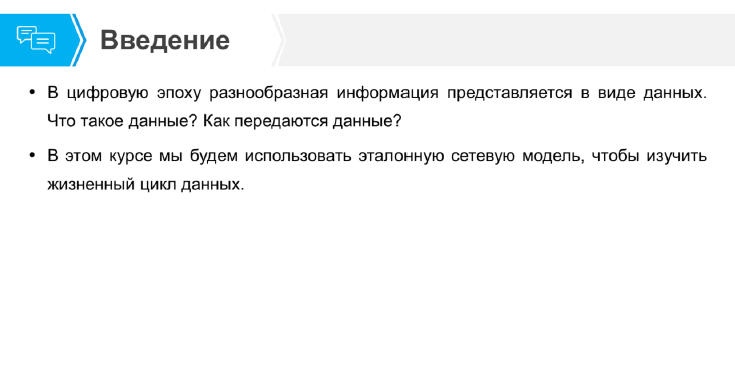 Введение
• В цифровую эпоху разнообразная информация представляется в виде данных.
Что такое данные? Как передаются данные?
• В этом курсе мы будем использовать эталонную сетевую модель, чтобы изучить
жизненный цикл данных.